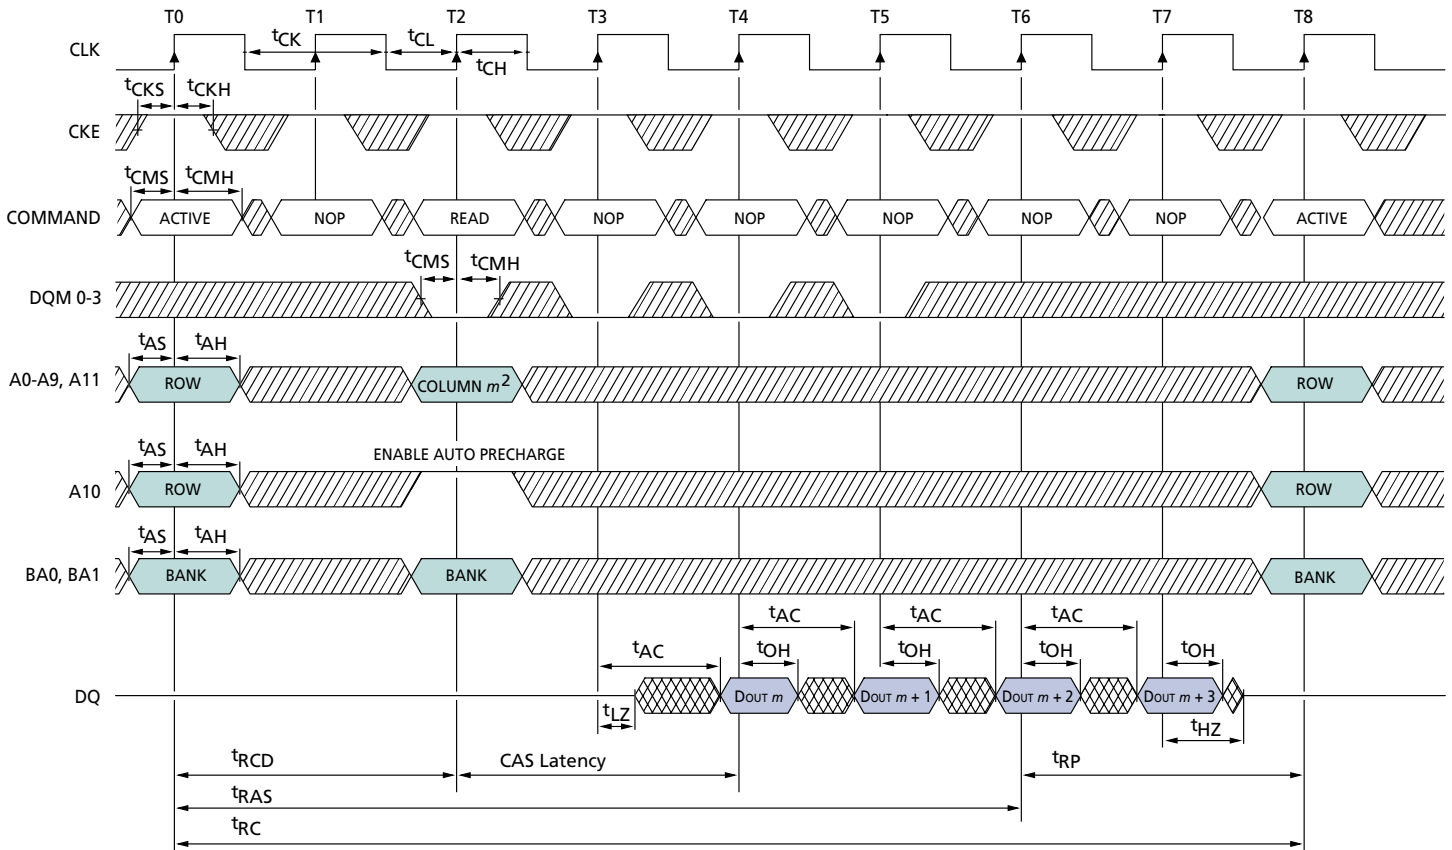 T0 T1 T2 T3 T4 T5 T6 T7 T8
CLK tCK tCL tCH
tCKS tCKH
CKE
tCMS tCMH
COMMAND ACTIVE NOP READ NOP NOP NOP NOP NOP ACTIVE
tCMS tCMH
DQM 0-3
tAS tAH
A0-A9, A11 ROW COLUMN m2 ROW
tAS tAH ENABLE AUTO PRECHARGE
A10 ROW ROW
tAS tAH
BA0, BA1 BANK BANK BANK
tAC tAC tAC
tAC tOH tOH tOH tOH
DQ DOUT m DOUT m + 1 DOUT m + 2 DOUT m + 3
tLZ tHZ
tRCD CAS Latency tRP
tRAS
tRC